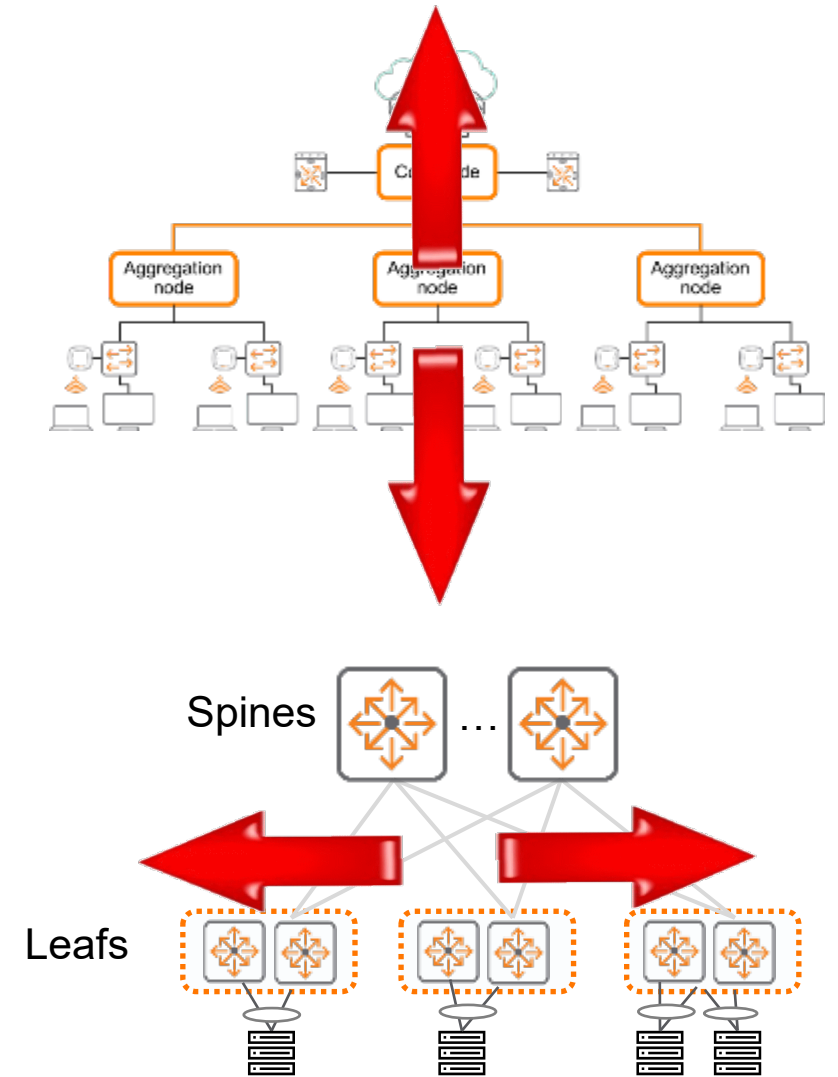 Aggregation
node
Aggregation
node
Aggregation
node
Spines
…
Leafs